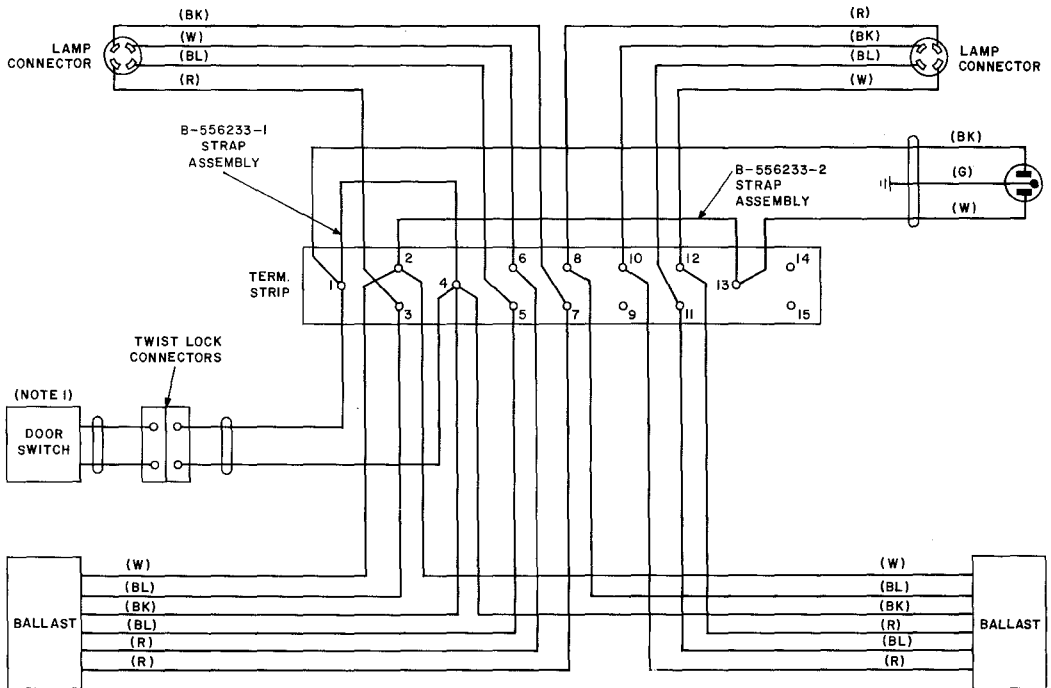 (BK)
(W)
(BL)
(R)
LAMP
CONNECTOR
(R)
(BK)
(BL)
(W)
LAMP
CONNECTOR
B-556233-1
STRAP
ASSEMBLY
B-556233-2
STRAP
ASSEMBLY
(BK)
(G)
(W)
TERM.
STRIP
1
2
3
4
5
6
7
8
9
10
11
12
13
14
15
TWIST LOCK
CONNECTORS
(NOTE 1)
DOOR
SWITCH
BALLAST
(W)
(BL)
(BK)
(BL)
(R)
(R)
(W)
(BL)
(BK)
(R)
(BL)
(R)
BALLAST